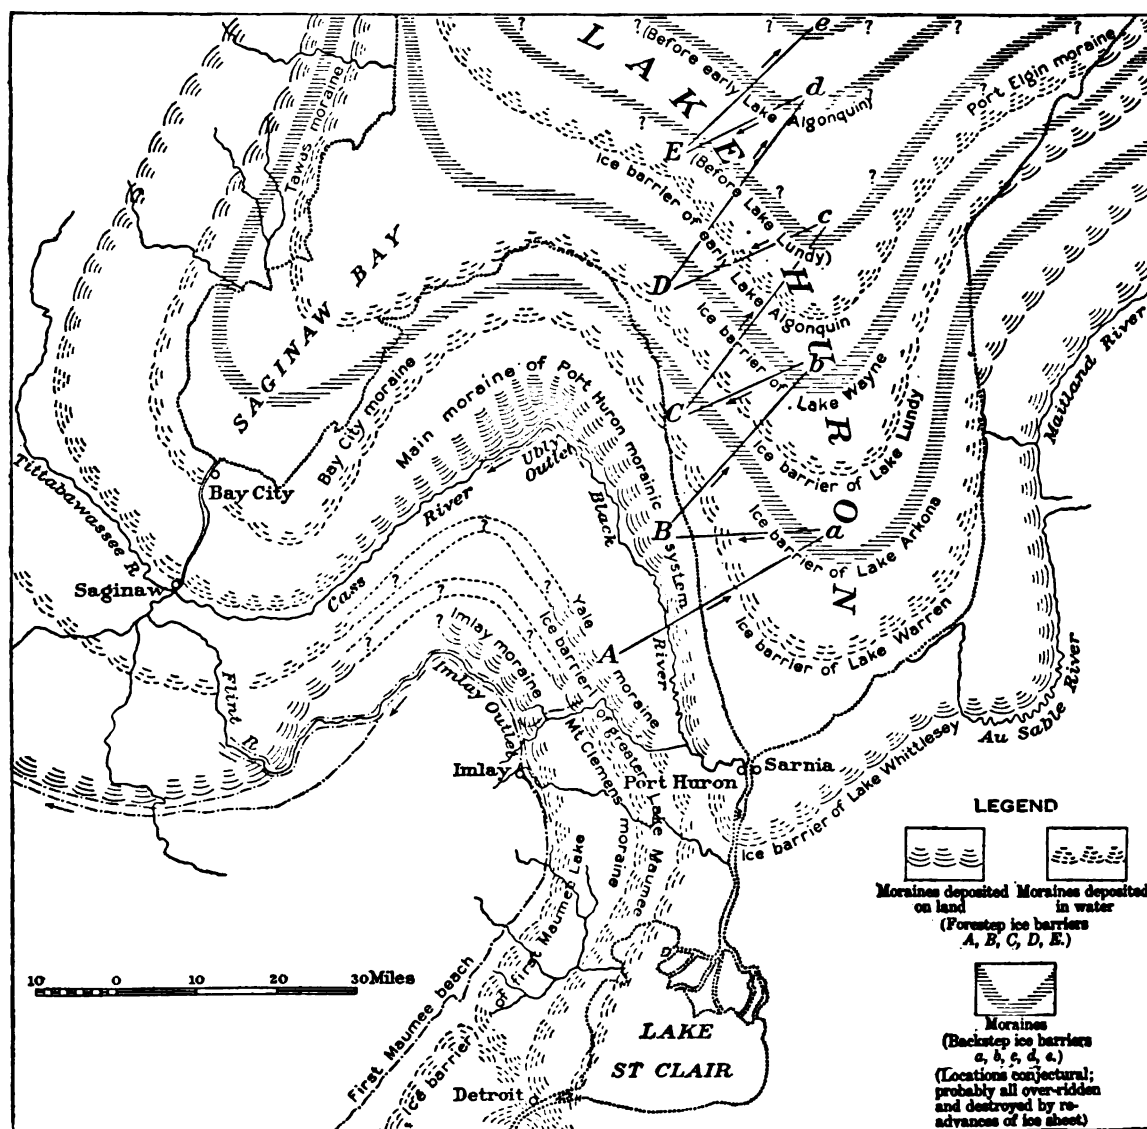 LAKE HURON
(Before early Lake Algonquin)
Port Elgin moraine
Tawas moraine
Ice barrier of early Lake Algonquin
(Before Lake Lundy)
SAGINAW BAY
Ice barrier of Lake Wayne
Ice barrier of Lake Lundy
Ice barrier of Lake Arkona
Ice barrier of Lake Warren
Ice barrier of Lake Whittlesey
Maitland River
Au Sable River
e
d
E
c
D
b
C
a
B
A
Bay City moraine
Main moraine of Port Huron morainic system
Ubly Outlet
Black River
Cass River
Tittabawassee R.
Bay City
Saginaw
Flint R.
Imlay moraine
Imlay Outlet
Yale moraine
Ice barrier of greater Lake Maumee
Mt Clemens moraine
Imlay
Port Huron
Sarnia
First Maumee beach
Ice barrier of first Maumee Lake
LAKE
ST CLAIR
Detroit
10 0 30 Miles
LEGEND
Moraines deposited on land
Moraines deposited in water
(Forestep ice barriers
A, B, C, D, E.)
Moraines
(Backstep ice barriers
a, b, c, d, e.)
(Locations conjectural;
probably all over-ridden
and destroyed by re-
advances of ice sheet)